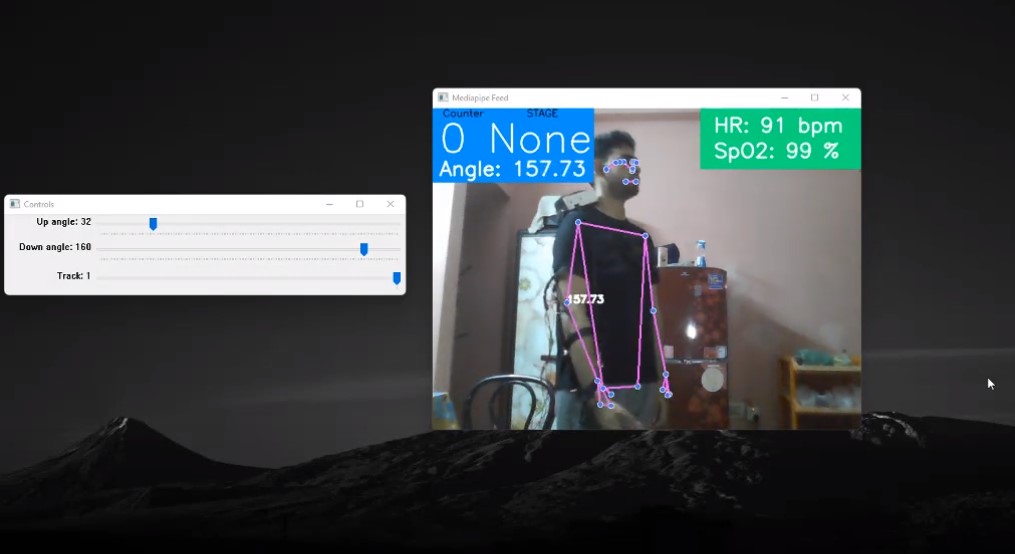 Controls
Up angle: 32
Down angle: 160
Track: 1
Mediapipe Feed
Counter STAGE
0 None
Angle: 157.73
HR: 91 bpm
SpO2: 99 %
157.73